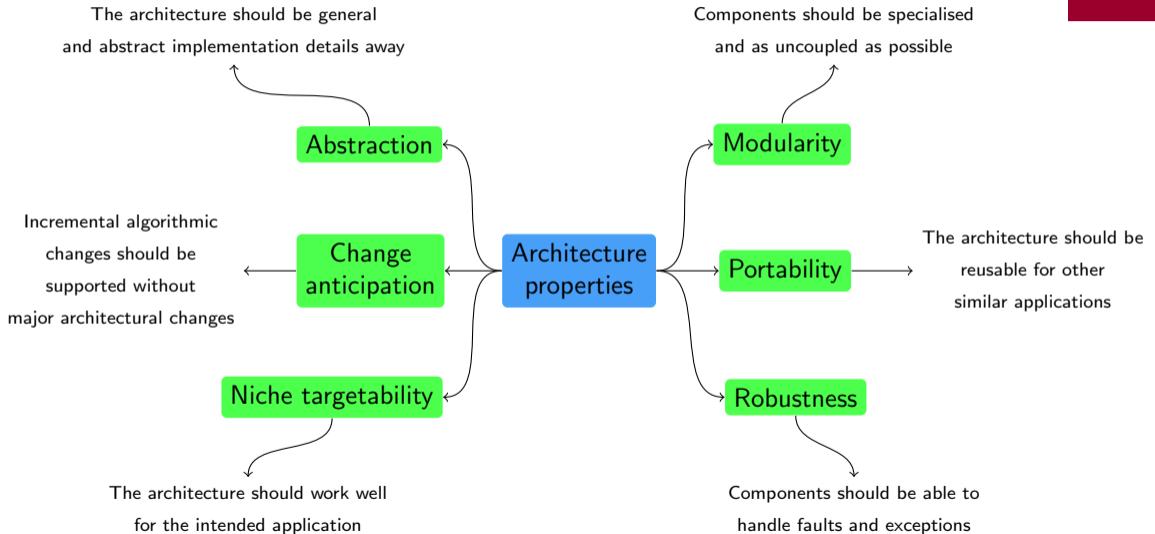 The architecture should be general
and abstract implementation details away
Components should be specialised
and as uncoupled as possible
Abstraction
Modularity
Incremental algorithmic
changes should be
supported without
major architectural changes
Change
anticipation
Architecture
properties
Portability
The architecture should be
reusable for other
similar applications
Niche targetability
Robustness
The architecture should work well
for the intended application
Components should be able to
handle faults and exceptions